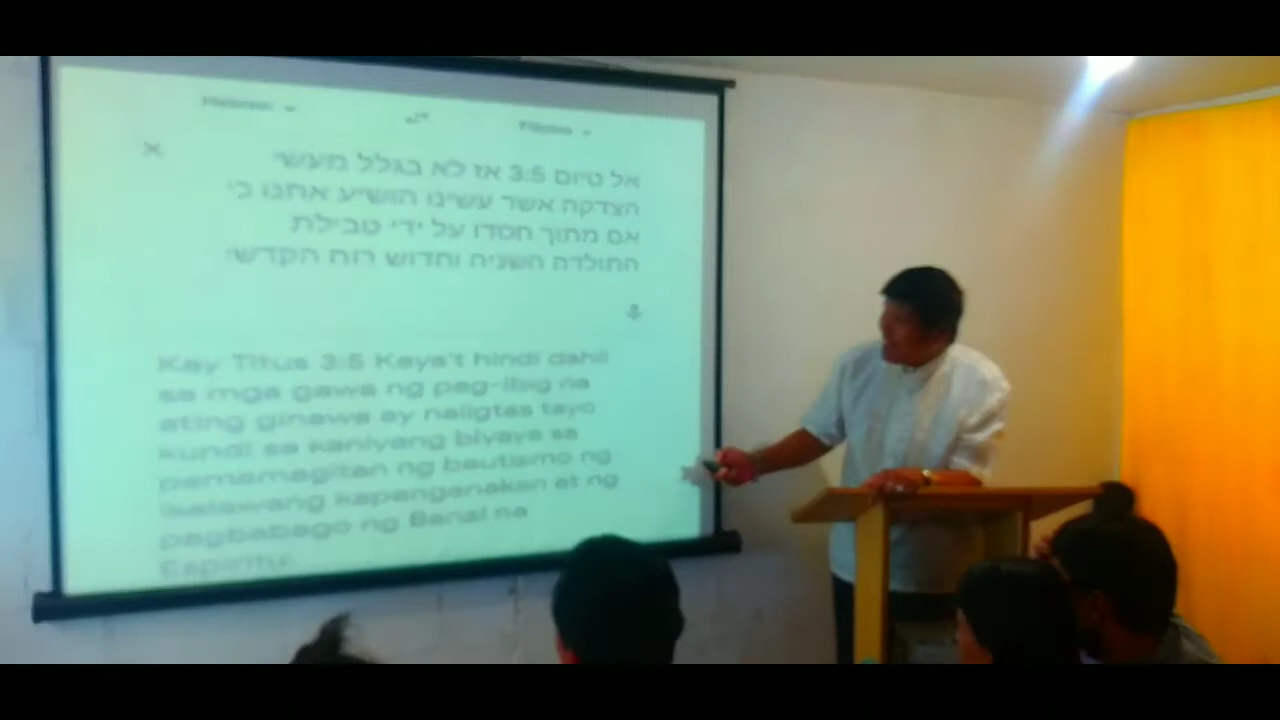 Hebrew
Filipino
אל טיטוס 3:5 אז לא בגלל מעשי
הצדקה אשר עשינו הושיע אתנו כי
אם מתוך חסדו על ידי טבילת
התולדה השניה וחדוש רוח הקדש׃
Kay Titus 3:5 Kaya't hindi dahil
sa mga gawa ng pag-ibig na
ating ginawa ay naligtas tayo
kundi sa kaniyang biyaya sa
pamamagitan ng bautismo ng
ikalawang kapanganakan at ng
pagbabago ng Banal na
Espiritu.